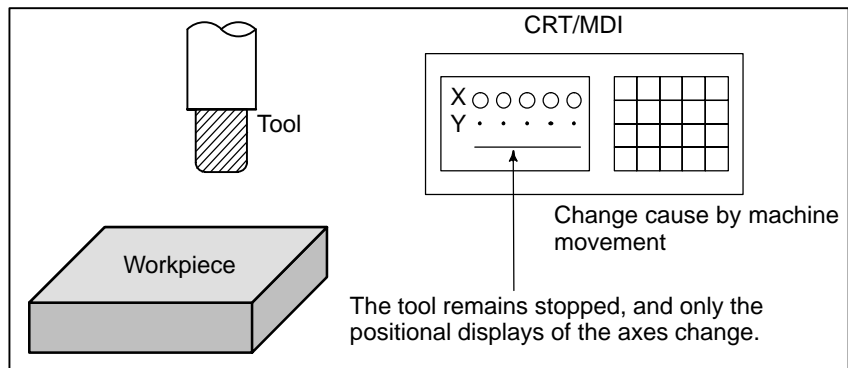 CRT/MDI
X
Y
Tool
Change cause by machine
movement
Workpiece
The tool remains stopped, and only the
positional displays of the axes change.